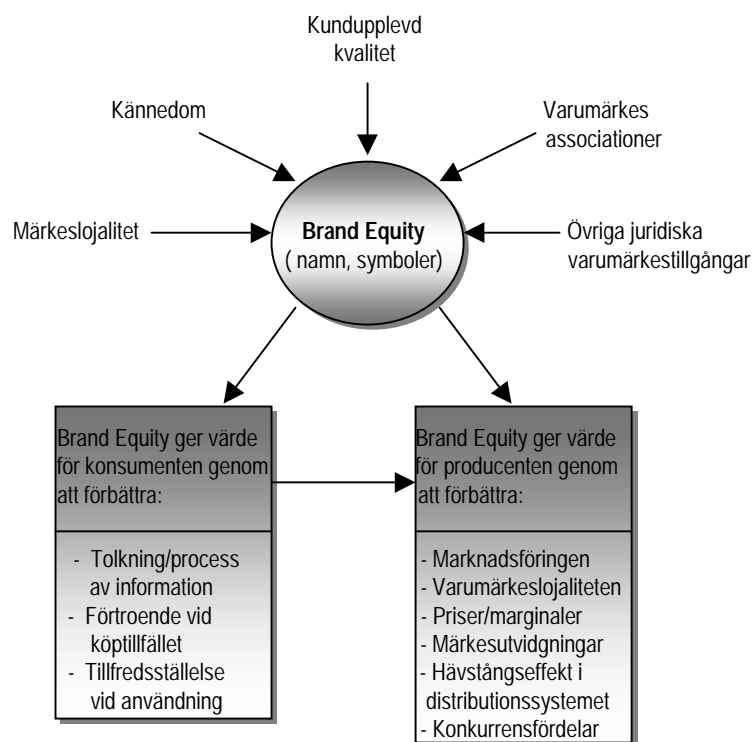 Kundupplevd
kvalitet
Kännedom
Varumärkes
associationer
Märkeslojalitet
Brand Equity
( namn, symboler)
Övriga juridiska
varumärkestillgångar
Brand Equity ger värde
för konsumenten genom
att förbättra:
- Tolkning/process
av information
- Förtroende vid
köptillfället
- Tillfredsställelse
vid användning
Brand Equity ger värde
för producenten genom
att förbättra:
- Marknadsföringen
- Varumärkeslojaliteten
- Priser/marginaler
- Märkesutvidgningar
- Hävstångseffekt i
distributionssystemet
- Konkurrensfördelar